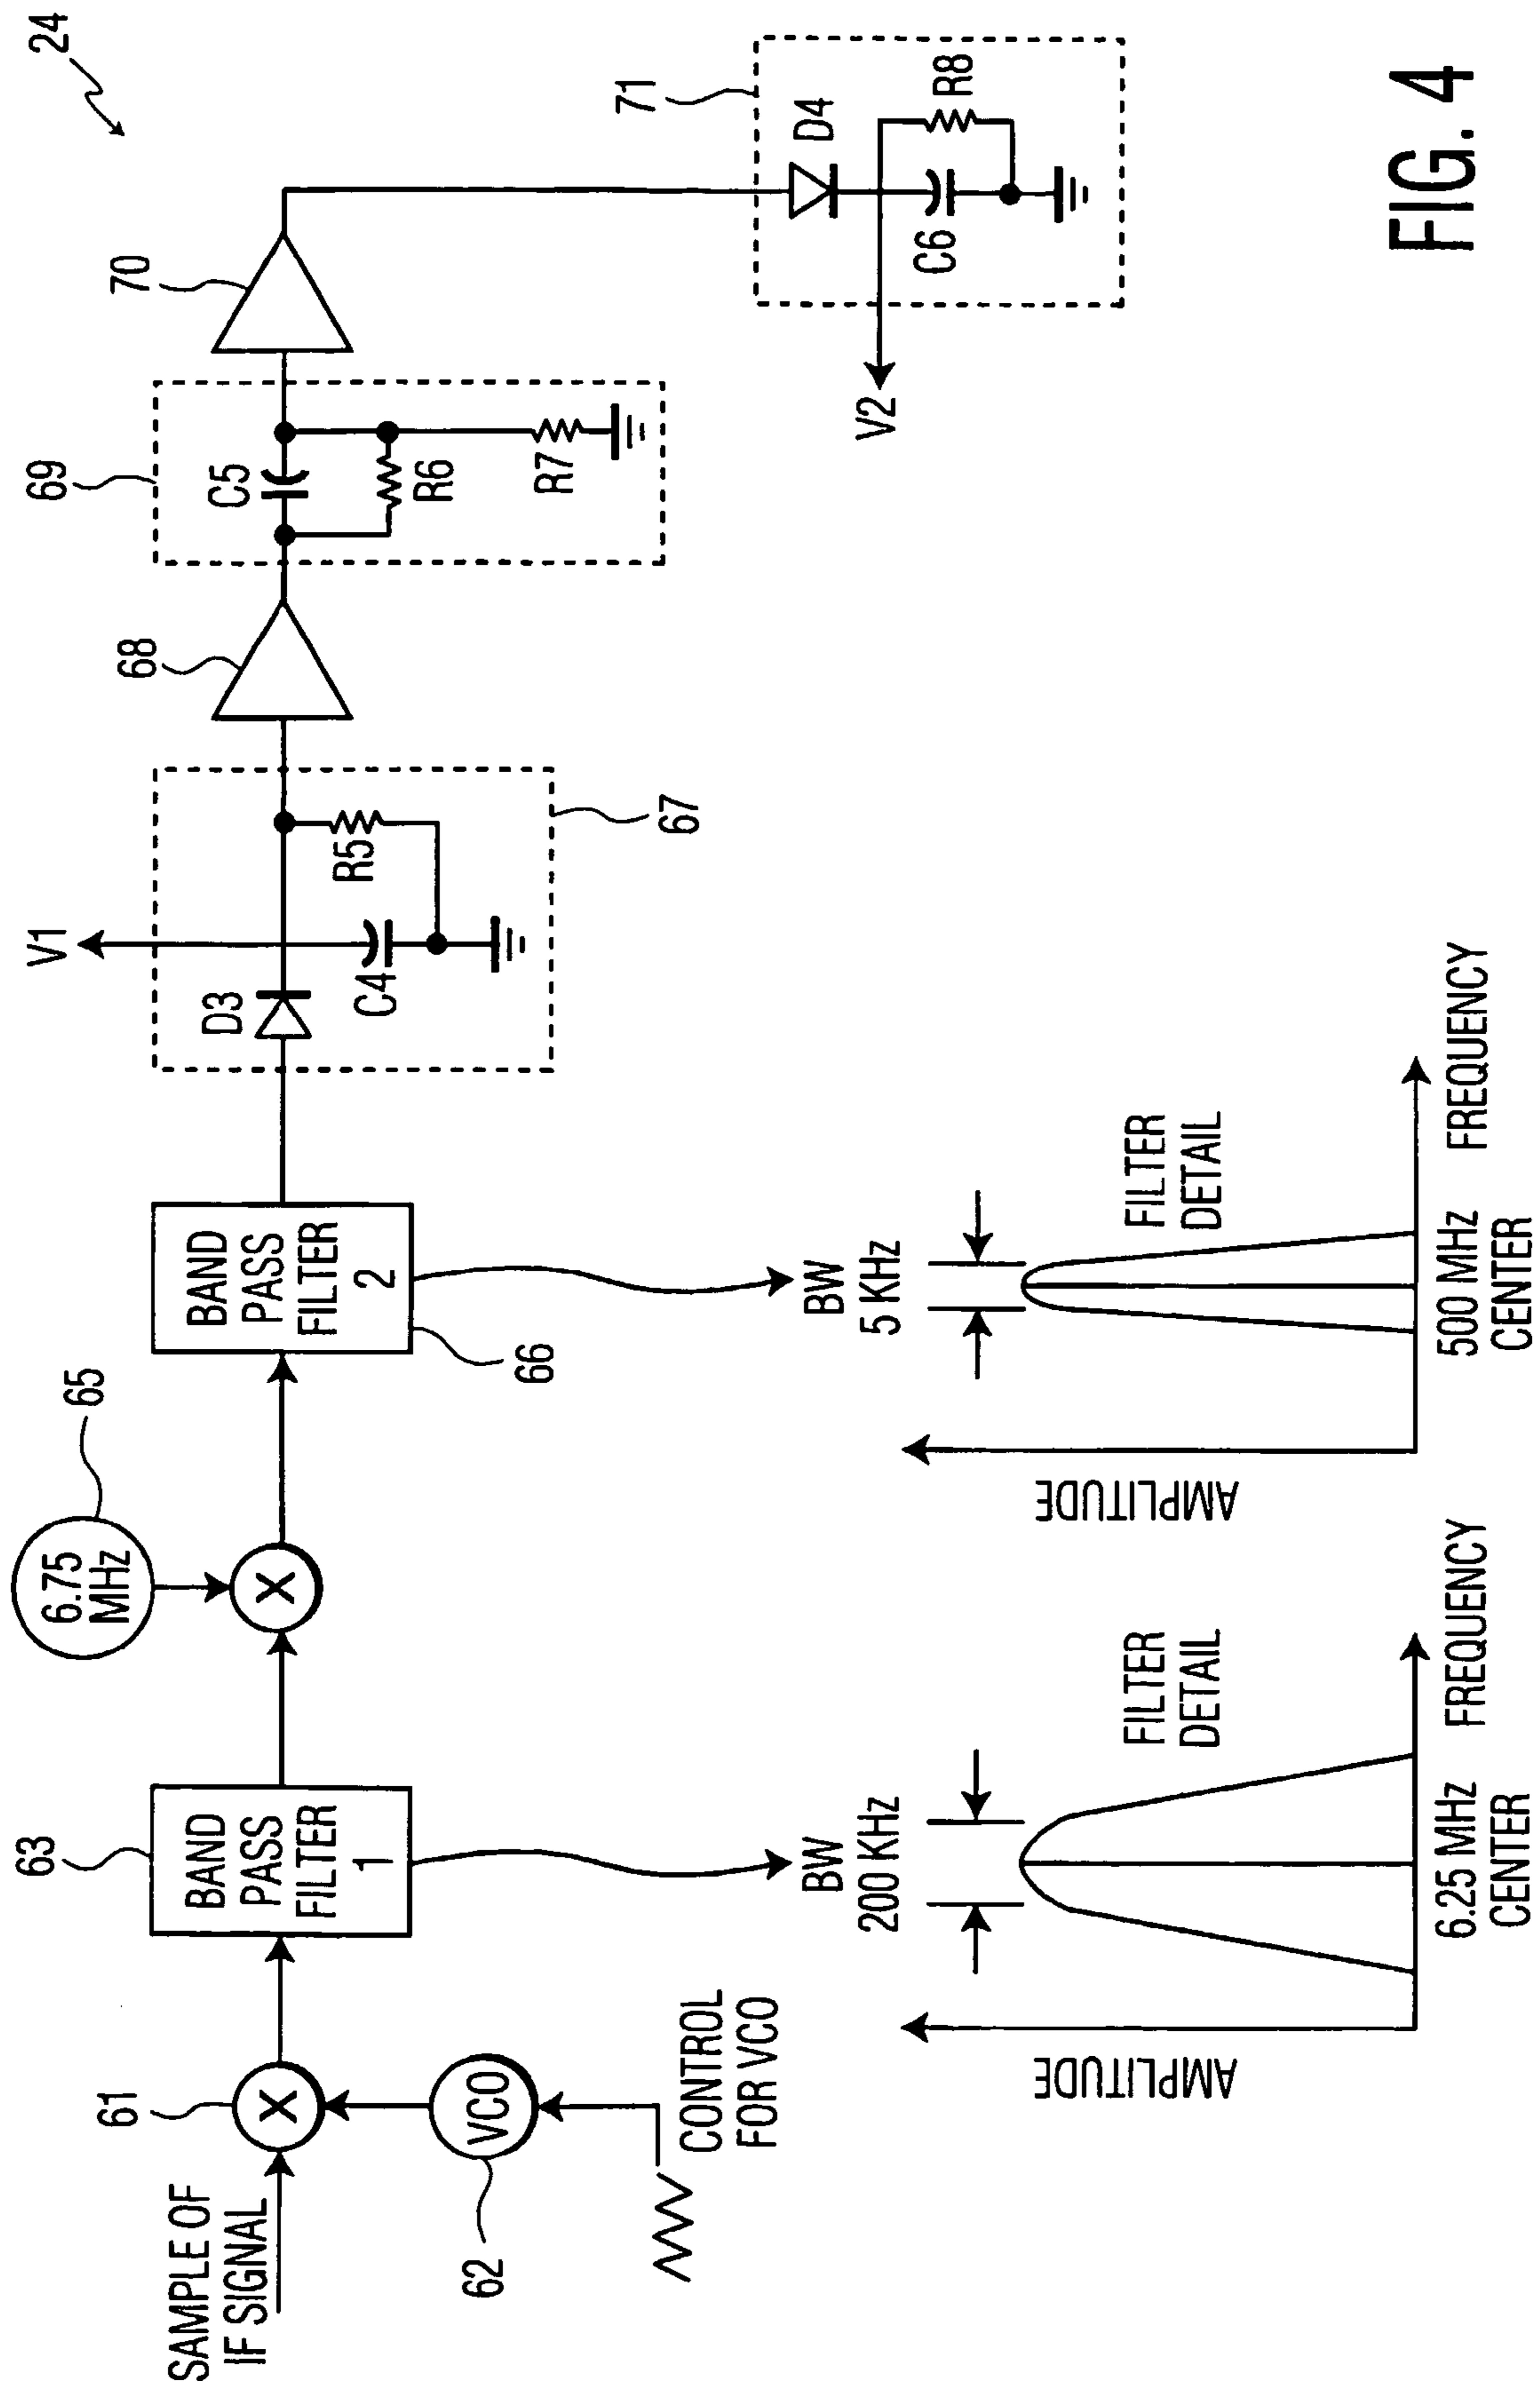 24
65
6.75
MHz
63
BAND
PASS
FILTER
1
BAND
PASS
FILTER
2
66
61
X
X
SAMPLE OF
IF SIGNAL
VCO
62
CONTROL
FOR VCO
V1
D3
C4
R5
67
68
69
C5
R6
R7
70
71
D4
R8
C6
V2
BW
200 KHz
FILTER
DETAIL
AMPLITUDE
FREQUENCY
6.25 MHz
CENTER
BW
5 KHz
FILTER
DETAIL
AMPLITUDE
FREQUENCY
500 MHz
CENTER
FIG. 4